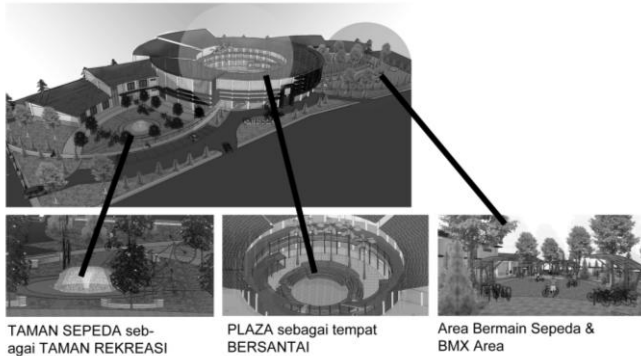 TAMAN SEPEDA seb-
agai TAMAN REKREASI
PLAZA sebagai tempat
BERSANTAI
Area Bermain Sepeda &
BMX Area